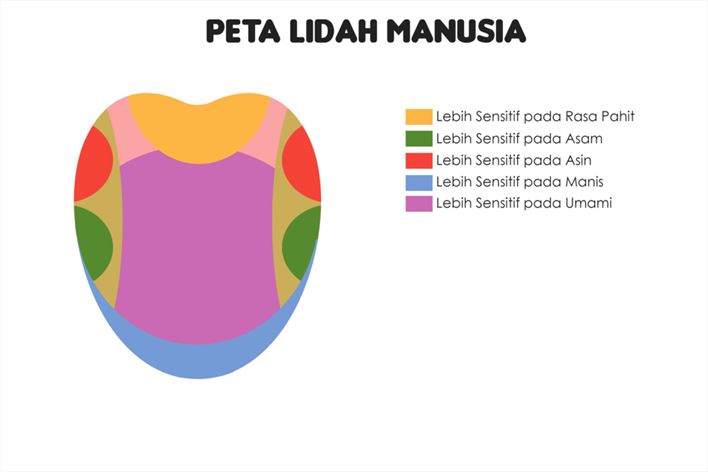 PETA LIDAH MANUSIA
Lebih Sensitif pada Rasa Pahit
Lebih Sensitif pada Asam
Lebih Sensitif pada Asin
Lebih Sensitif pada Manis
Lebih Sensitif pada Umami